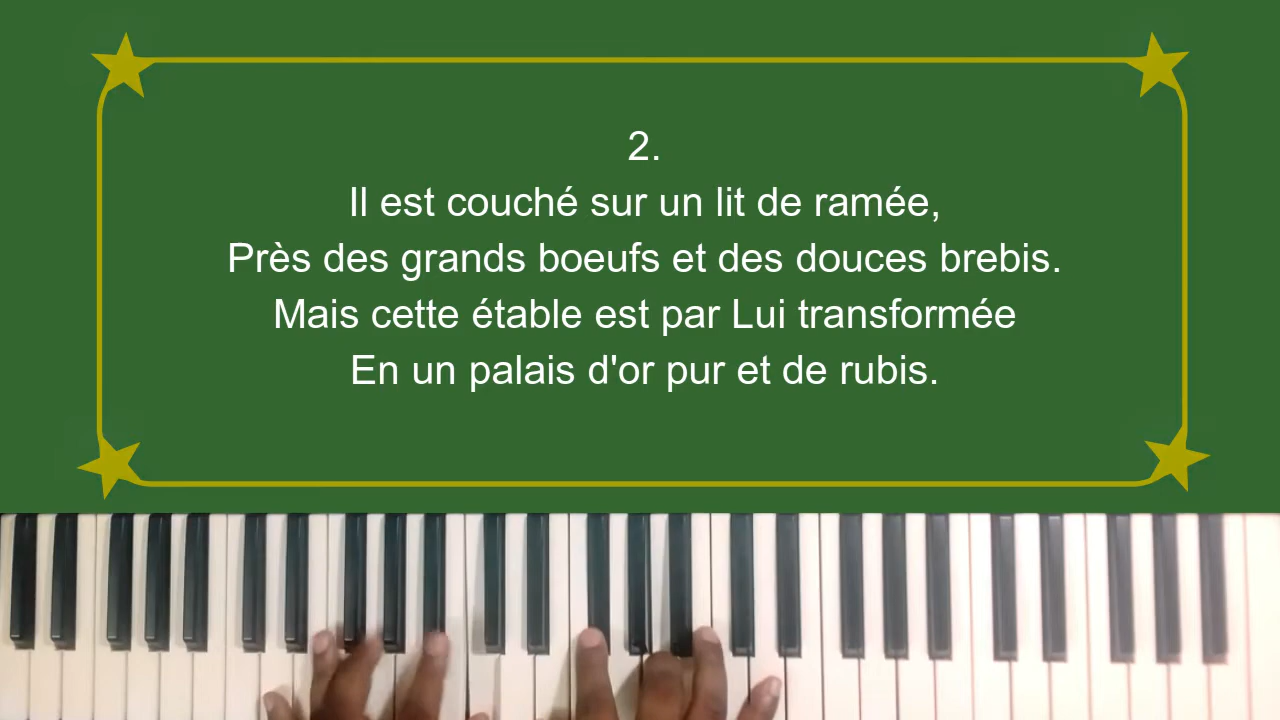 2.
Il est couché sur un lit de ramée,
Près des grands boeufs et des douces brebis.
Mais cette étable est par Lui transformée
En un palais d'or pur et de rubis.